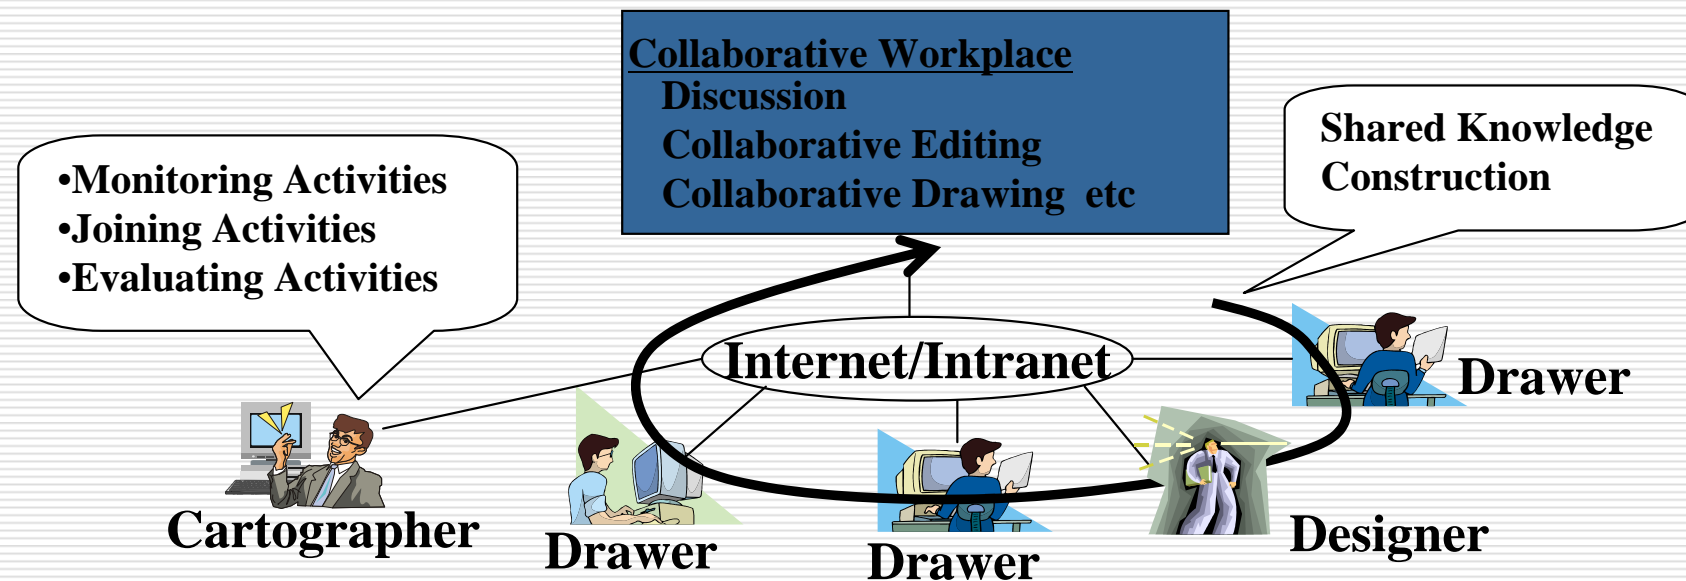 Collaborative Workplace
Discussion
Collaborative Editing
Collaborative Drawing etc
Shared Knowledge
Construction
•Monitoring Activities
•Joining Activities
•Evaluating Activities
Internet/Intranet
Drawer
Cartographer
Drawer
Drawer
Designer